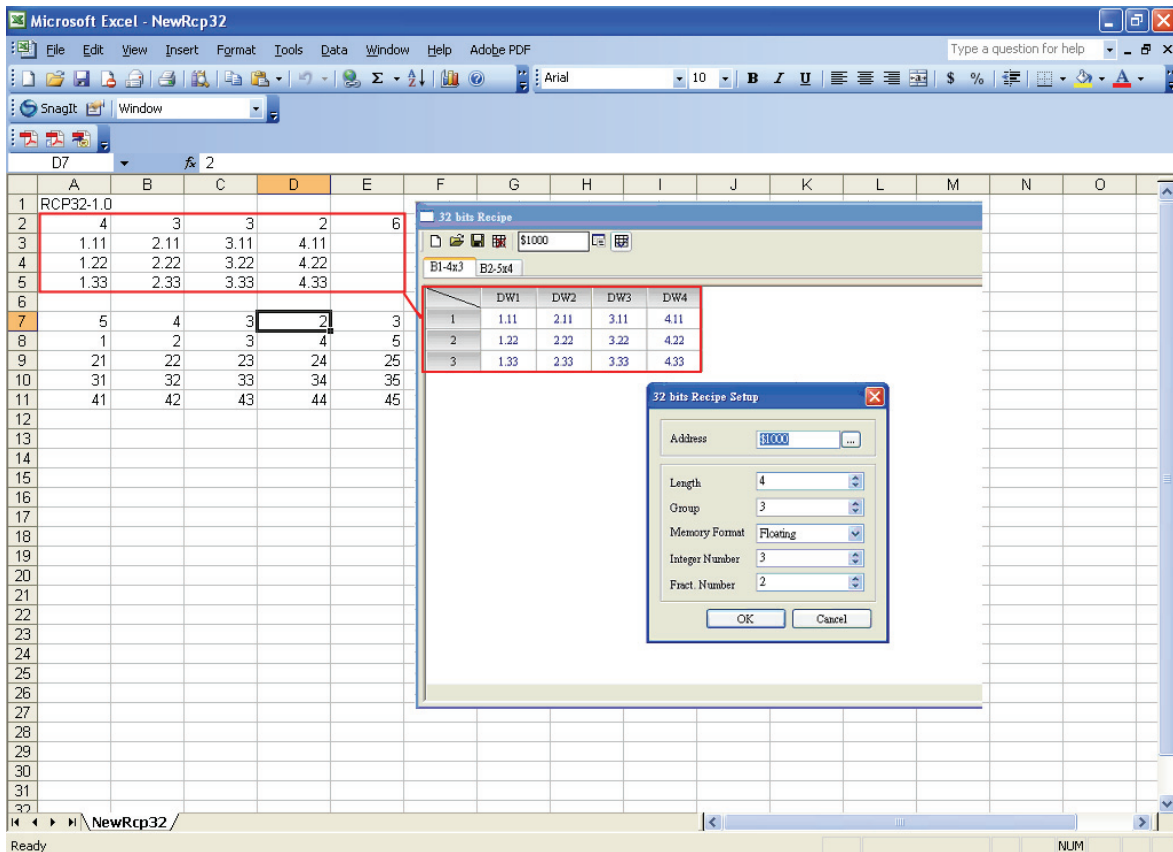 Microsoft Excel - NewRcp32
File Edit View Insert Format Tools Data Window Help Adobe PDF Type a question for help
Arial 10 B I U $ %
SnagIt Window
D7 fx 2
A B C D E F G H I J K L M N O
1 RCP32-1.0
2 4 3 3 2 6
3 1.11 2.11 3.11 4.11
4 1.22 2.22 3.22 4.22
5 1.33 2.33 3.33 4.33
6
7 5 4 3 2 3
8 1 2 3 4 5
9 21 22 23 24 25
10 31 32 33 34 35
11 41 42 43 44 45
12
13
14
15
16
17
18
19
20
21
22
23
24
25
26
27
28
29
30
31
32
32 bits Recipe
$1000
B1-4x3 B2-5x4
DW1 DW2 DW3 DW4
1 1.11 2.11 3.11 4.11
2 1.22 2.22 3.22 4.22
3 1.33 2.33 3.33 4.33
32 bits Recipe Setup
Address $1000 ...
Length 4
Group 3
Memory Format Floating
Integer Number 3
Fract. Number 2
OK Cancel
NewRcp32
Ready NUM